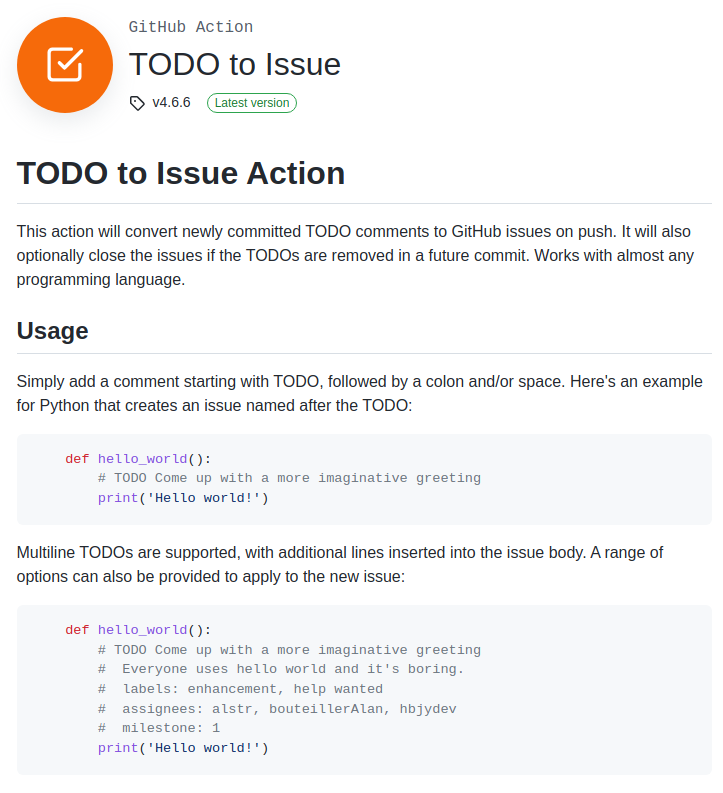 GitHub Action
TODO to Issue
v4.6.6 Latest version
TODO to Issue Action
This action will convert newly committed TODO comments to GitHub issues on push. It will also
optionally close the issues if the TODOs are removed in a future commit. Works with almost any
programming language.
Usage
Simply add a comment starting with TODO, followed by a colon and/or space. Here's an example
for Python that creates an issue named after the TODO:
    def hello_world():
        # TODO Come up with a more imaginative greeting
        print('Hello world!')
Multiline TODOs are supported, with additional lines inserted into the issue body. A range of
options can also be provided to apply to the new issue:
    def hello_world():
        # TODO Come up with a more imaginative greeting
        #  Everyone uses hello world and it's boring.
        #  labels: enhancement, help wanted
        #  assignees: alstr, bouteillerAlan, hbjydev
        #  milestone: 1
        print('Hello world!')